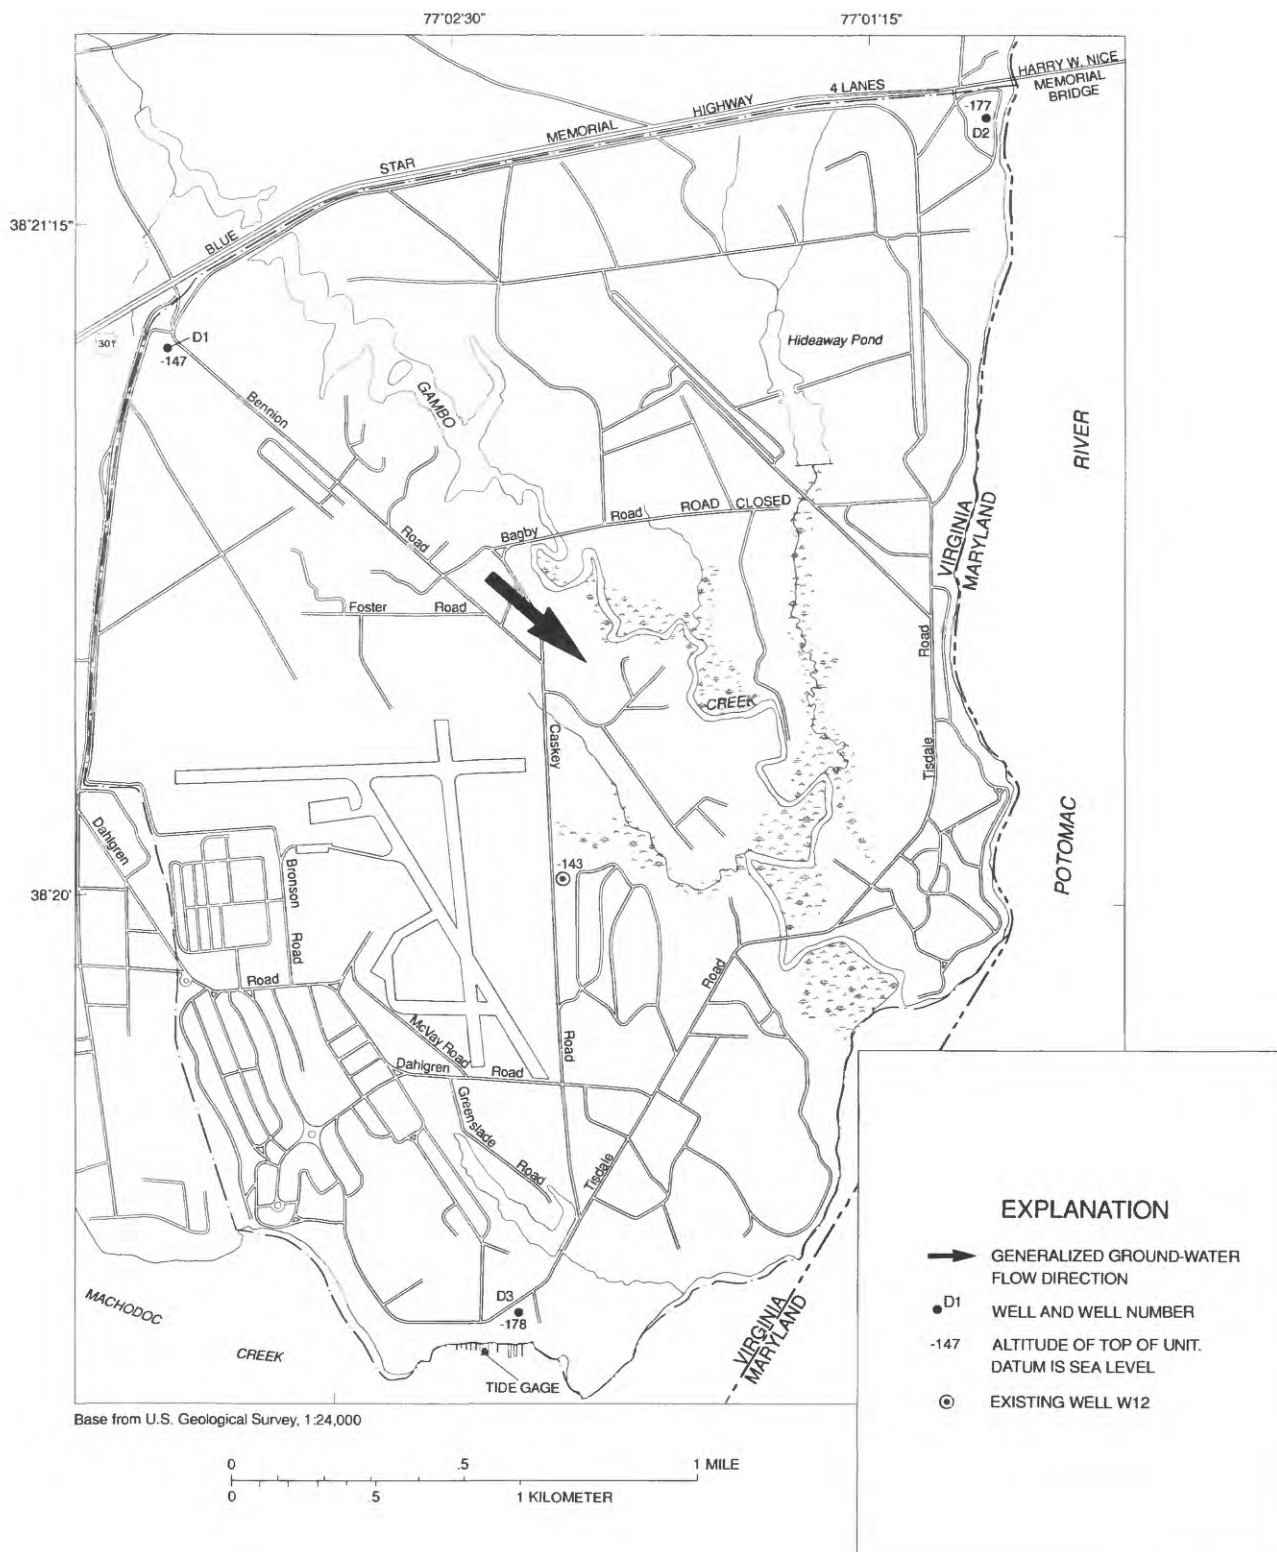 77°02'30"
77°01'15"
HARRY W. NICE
MEMORIAL
BRIDGE
4 LANES
HIGHWAY
MEMORIAL
STAR
BLUE
-177
D2
38°21'15"
301
D1
-147
Hideaway Pond
GAMBO
Bennion
Road
RIVER
Bagby
Road
ROAD
CLOSED
VIRGINIA
MARYLAND
Foster
Road
Road
CREEK
Caskey
Tisdale
POTOMAC
Dahlgren
Bronson
Road
-143
38°20'
Road
Road
McVay Road
Road
Dahlgren
Road
Greenslade
Road
Tisdale
MACHODOC
CREEK
D3
-178
TIDE GAGE
VIRGINIA
MARYLAND
EXPLANATION
GENERALIZED GROUND-WATER
FLOW DIRECTION
D1
WELL AND WELL NUMBER
-147
ALTITUDE OF TOP OF UNIT.
DATUM IS SEA LEVEL
EXISTING WELL W12
Base from U.S. Geological Survey, 1:24,000
0 .5 1 MILE
0 .5 1 KILOMETER